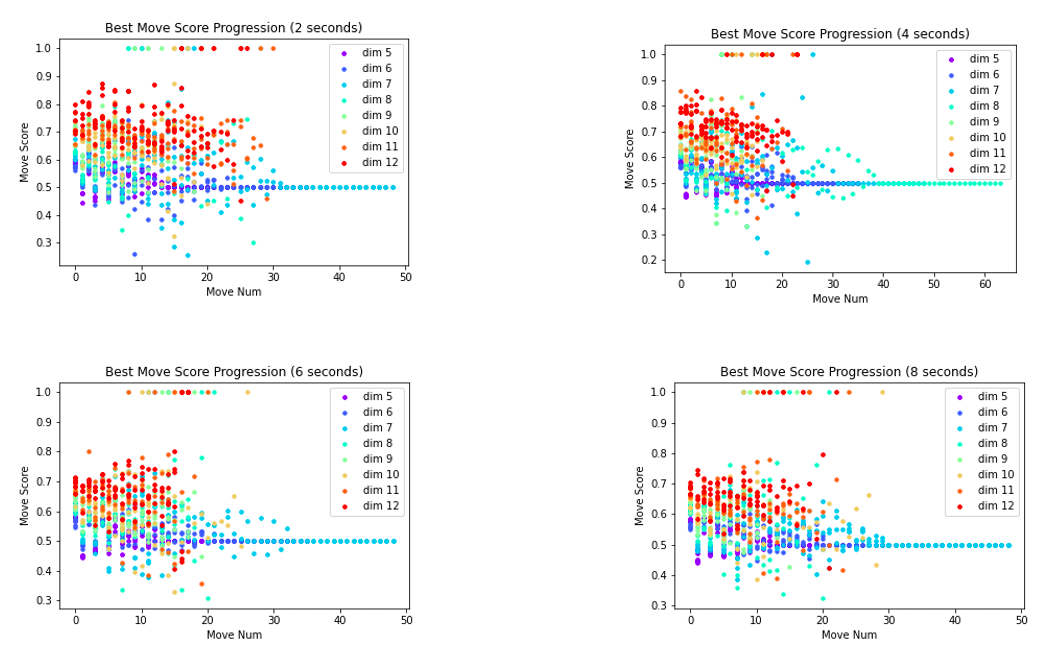 Best Move Score Progression (2 seconds)
Move Score
1.0
0.9
0.8
0.7
0.6
0.5
0.4
0.3
0 10 20 30 40 50
Move Num
dim 5
dim 6
dim 7
dim 8
dim 9
dim 10
dim 11
dim 12
Best Move Score Progression (4 seconds)
Move Score
1.0
0.9
0.8
0.7
0.6
0.5
0.4
0.3
0.2
0 10 20 30 40 50 60
Move Num
dim 5
dim 6
dim 7
dim 8
dim 9
dim 10
dim 11
dim 12
Best Move Score Progression (6 seconds)
Move Score
1.0
0.9
0.8
0.7
0.6
0.5
0.4
0.3
0 10 20 30 40 50
Move Num
dim 5
dim 6
dim 7
dim 8
dim 9
dim 10
dim 11
dim 12
Best Move Score Progression (8 seconds)
Move Score
1.0
0.9
0.8
0.7
0.6
0.5
0.4
0.3
0 10 20 30 40 50
Move Num
dim 5
dim 6
dim 7
dim 8
dim 9
dim 10
dim 11
dim 12